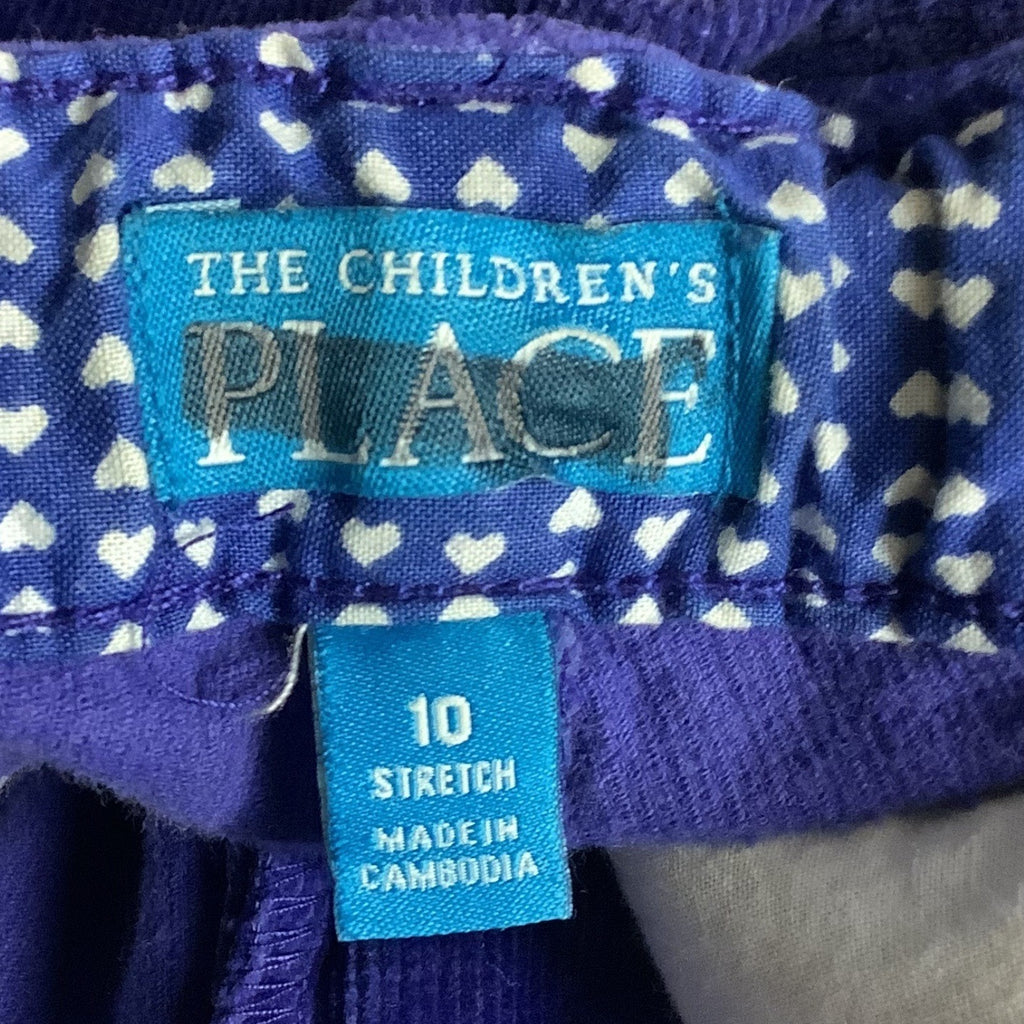 THE CHILDREN'S
PLACE
10
STRETCH
MADE IN
CAMBODIA